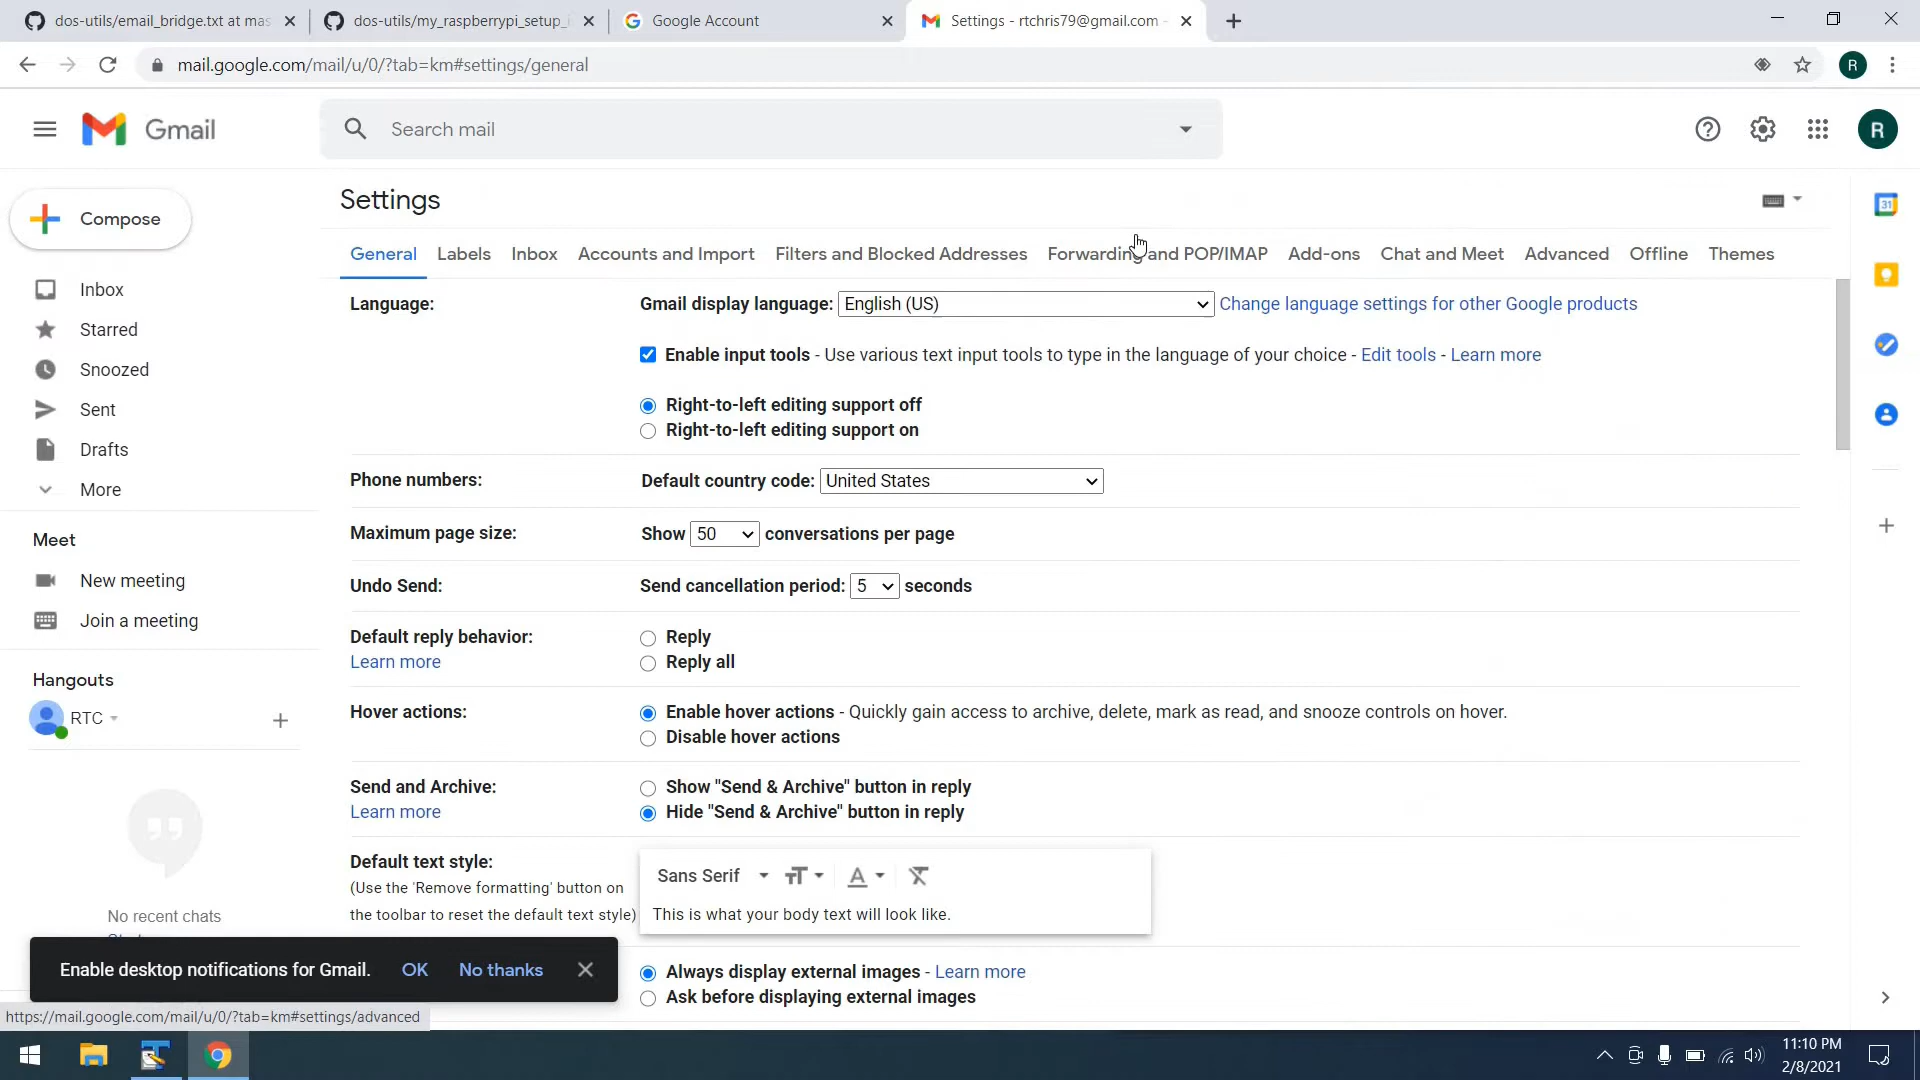 dos-utils/email_bridge.txt at mas
dos-utils/my_raspberrypi_setup_i
Google Account
Settings - rtchris79@gmail.com -
mail.google.com/mail/u/0/?tab=km#settings/general
R
Gmail
Search mail
R
Compose
Inbox
Starred
Snoozed
Sent
Drafts
More
Meet
New meeting
Join a meeting
Hangouts
RTC
No recent chats
Settings
General Labels Inbox Accounts and Import Filters and Blocked Addresses Forwarding and POP/IMAP Add-ons Chat and Meet Advanced Offline Themes
Language: Gmail display language: English (US) Change language settings for other Google products
Enable input tools - Use various text input tools to type in the language of your choice - Edit tools - Learn more
Right-to-left editing support off
Right-to-left editing support on
Phone numbers: Default country code: United States
Maximum page size: Show 50 conversations per page
Undo Send: Send cancellation period: 5 seconds
Default reply behavior: Reply
Learn more Reply all
Hover actions: Enable hover actions - Quickly gain access to archive, delete, mark as read, and snooze controls on hover.
Disable hover actions
Send and Archive: Show "Send & Archive" button in reply
Learn more Hide "Send & Archive" button in reply
Default text style:
(Use the 'Remove formatting' button on
the toolbar to reset the default text style)
Sans Serif
This is what your body text will look like.
Always display external images - Learn more
Ask before displaying external images
31
Enable desktop notifications for Gmail. OK No thanks
https://mail.google.com/mail/u/0/?tab=km#settings/advanced
11:10 PM
2/8/2021